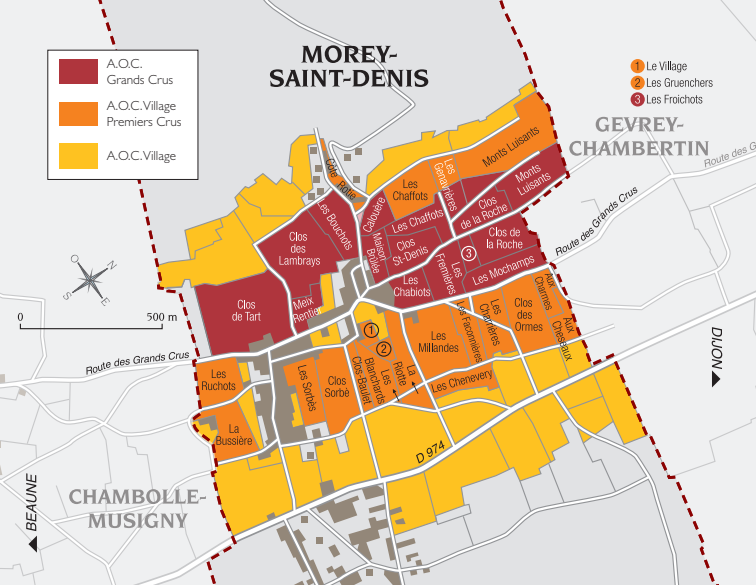 MOREY-
SAINT-DENIS
A.O.C.
Grands Crus
A.O.C.Village
Premiers Crus
A.O.C.Village
1 Le Village
2 Les Gruenchers
3 Les Froichots
GEVREY-
CHAMBERTIN
Route des G
Route des Grands Crus
Côte Rôtie
Les
Genavrières
Monts Luisants
Les
Chaffots
Monts
Luisants
Calouère
Les Bouchots
Les Chaffots
Clos
de la Roche
Clos
des
Lambrays
Maison
Brûlée
Clos
St-Denis
Clos de
la Roche
3
Les
Fremières
Les Mochamps
Les
Chabiots
N
O
E
S
0
500 m
Clos
de Tart
Meix
Rentier
Aux
Charmes
Aux
Cheseaux
Clos
des
Ormes
Les
Charrières
Les Faconnières
Les
Millandes
1
2
Route des Grands Crus
Les
Ruchots
La
Bussière
Les Sorbès
Clos
Sorbè
Clos Baulet
Blanchards
Les
Riotte
La
Les Chenevery
D 974
DIJON
BEAUNE
CHAMBOLLE-
MUSIGNY